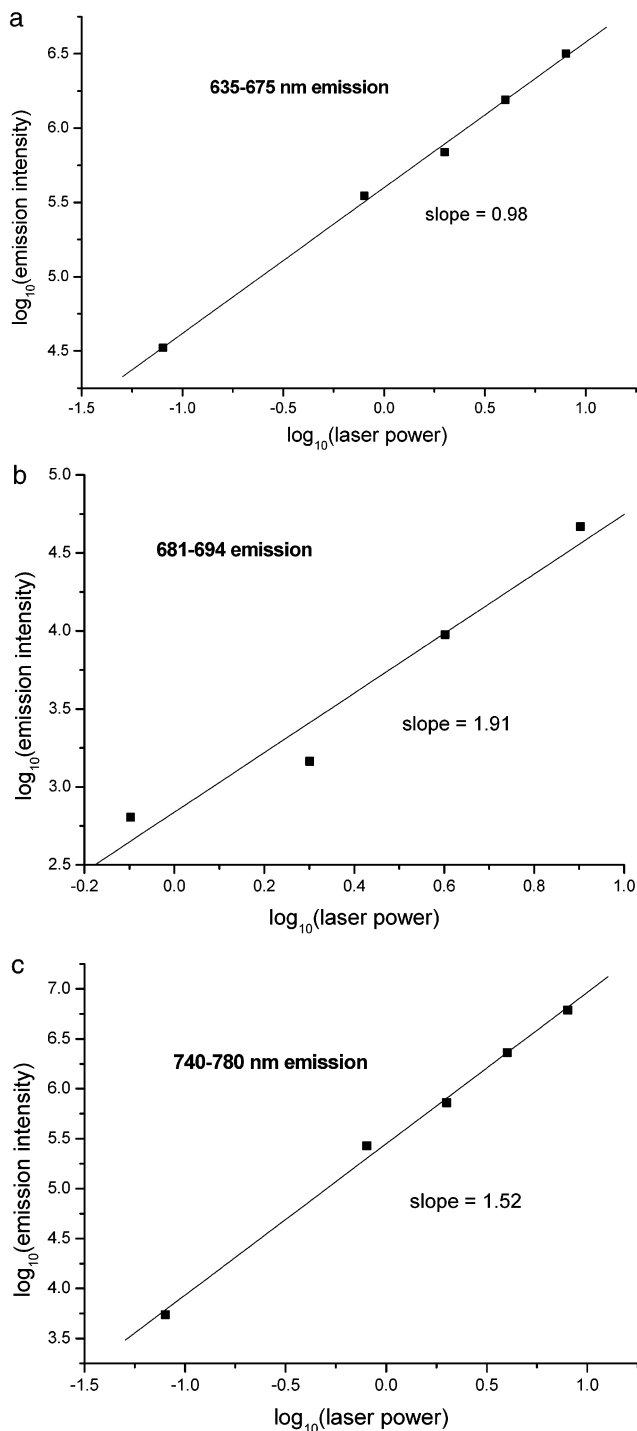 a
6.5
635-675 nm emission
6.0
log₁₀(emission intensity)
5.5
slope = 0.98
5.0
4.5
-1.5 -1.0 -0.5 0.0 0.5 1.0
log₁₀(laser power)
b
5.0
681-694 emission
4.5
4.0
log₁₀(emission intensity)
3.5
slope = 1.91
3.0
2.5
-0.2 0.0 0.2 0.4 0.6 0.8 1.0
log₁₀(laser power)
c
7.0
6.5
740-780 nm emission
6.0
log₁₀(emission intensity)
5.5
5.0
slope = 1.52
4.5
4.0
3.5
-1.5 -1.0 -0.5 0.0 0.5 1.0
log₁₀(laser power)